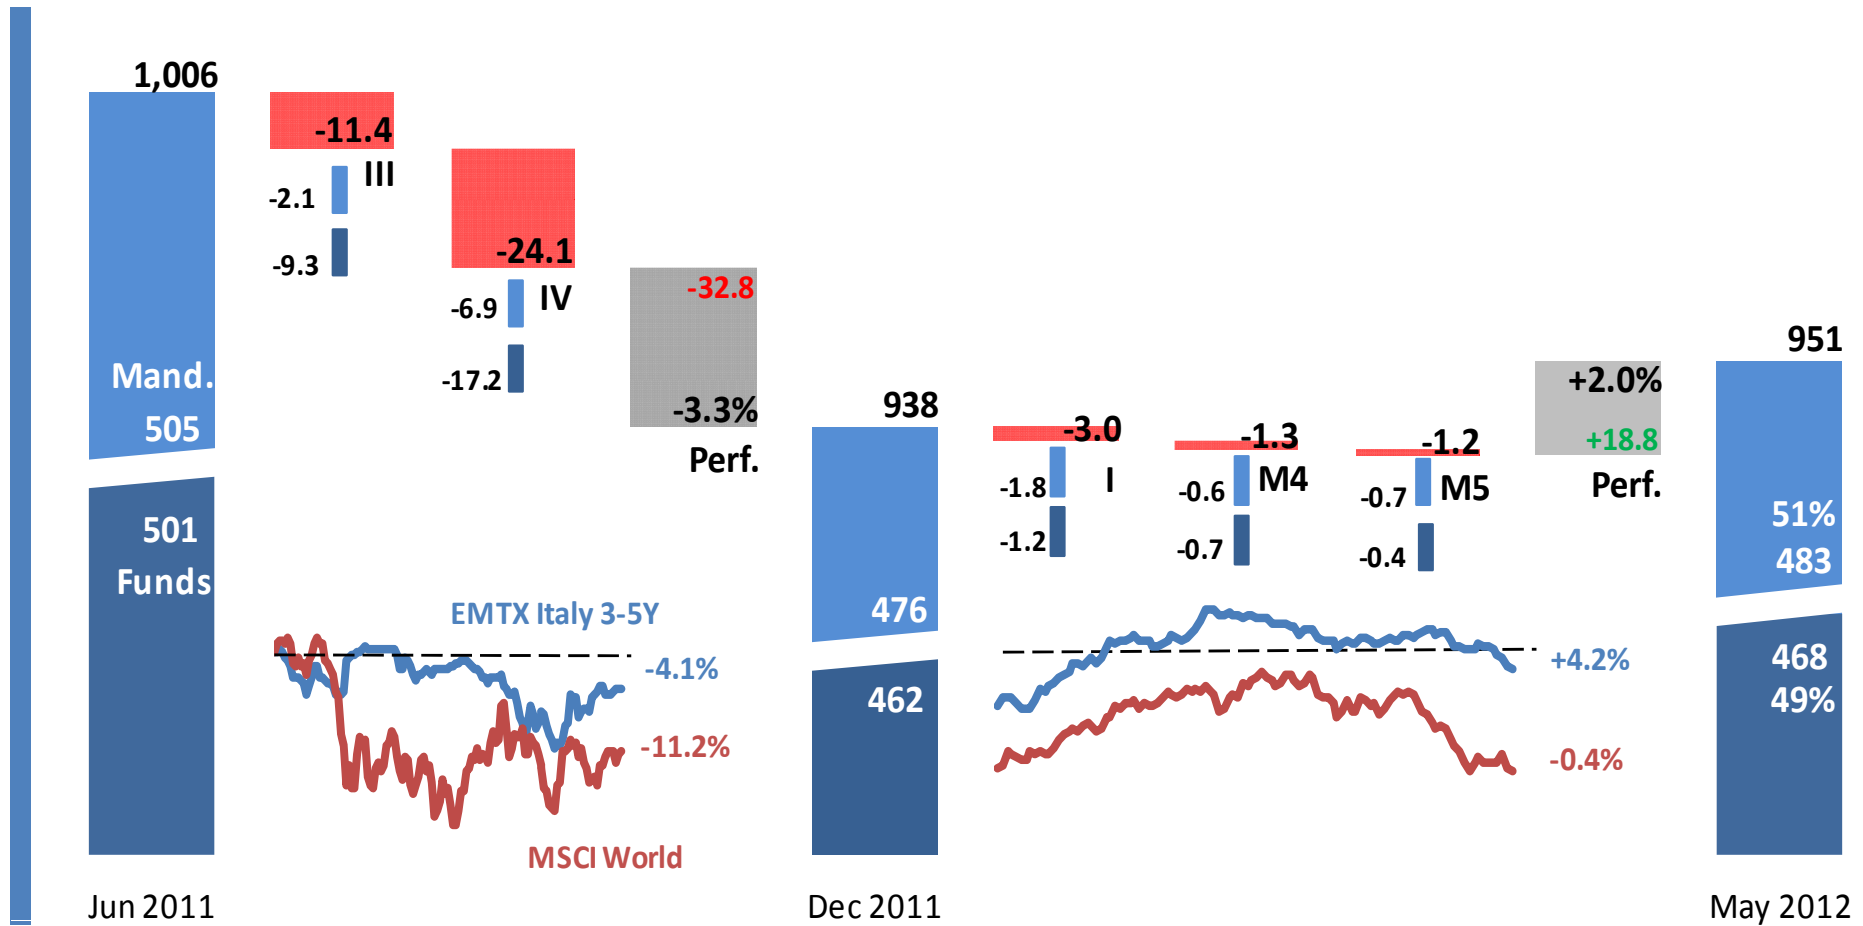 1,006
Mand.
505
501
Funds
Jun 2011
-11.4
III
-2.1
-9.3
-24.1
IV
-6.9
-17.2
-32.8
-3.3%
Perf.
EMTX Italy 3-5Y
-4.1%
-11.2%
MSCI World
938
476
462
Dec 2011
-3.0
I
-1.8
-1.2
-1.3
M4
-0.6
-0.7
-1.2
M5
-0.7
-0.4
+2.0%
+18.8
Perf.
+4.2%
-0.4%
951
51%
483
468
49%
May 2012